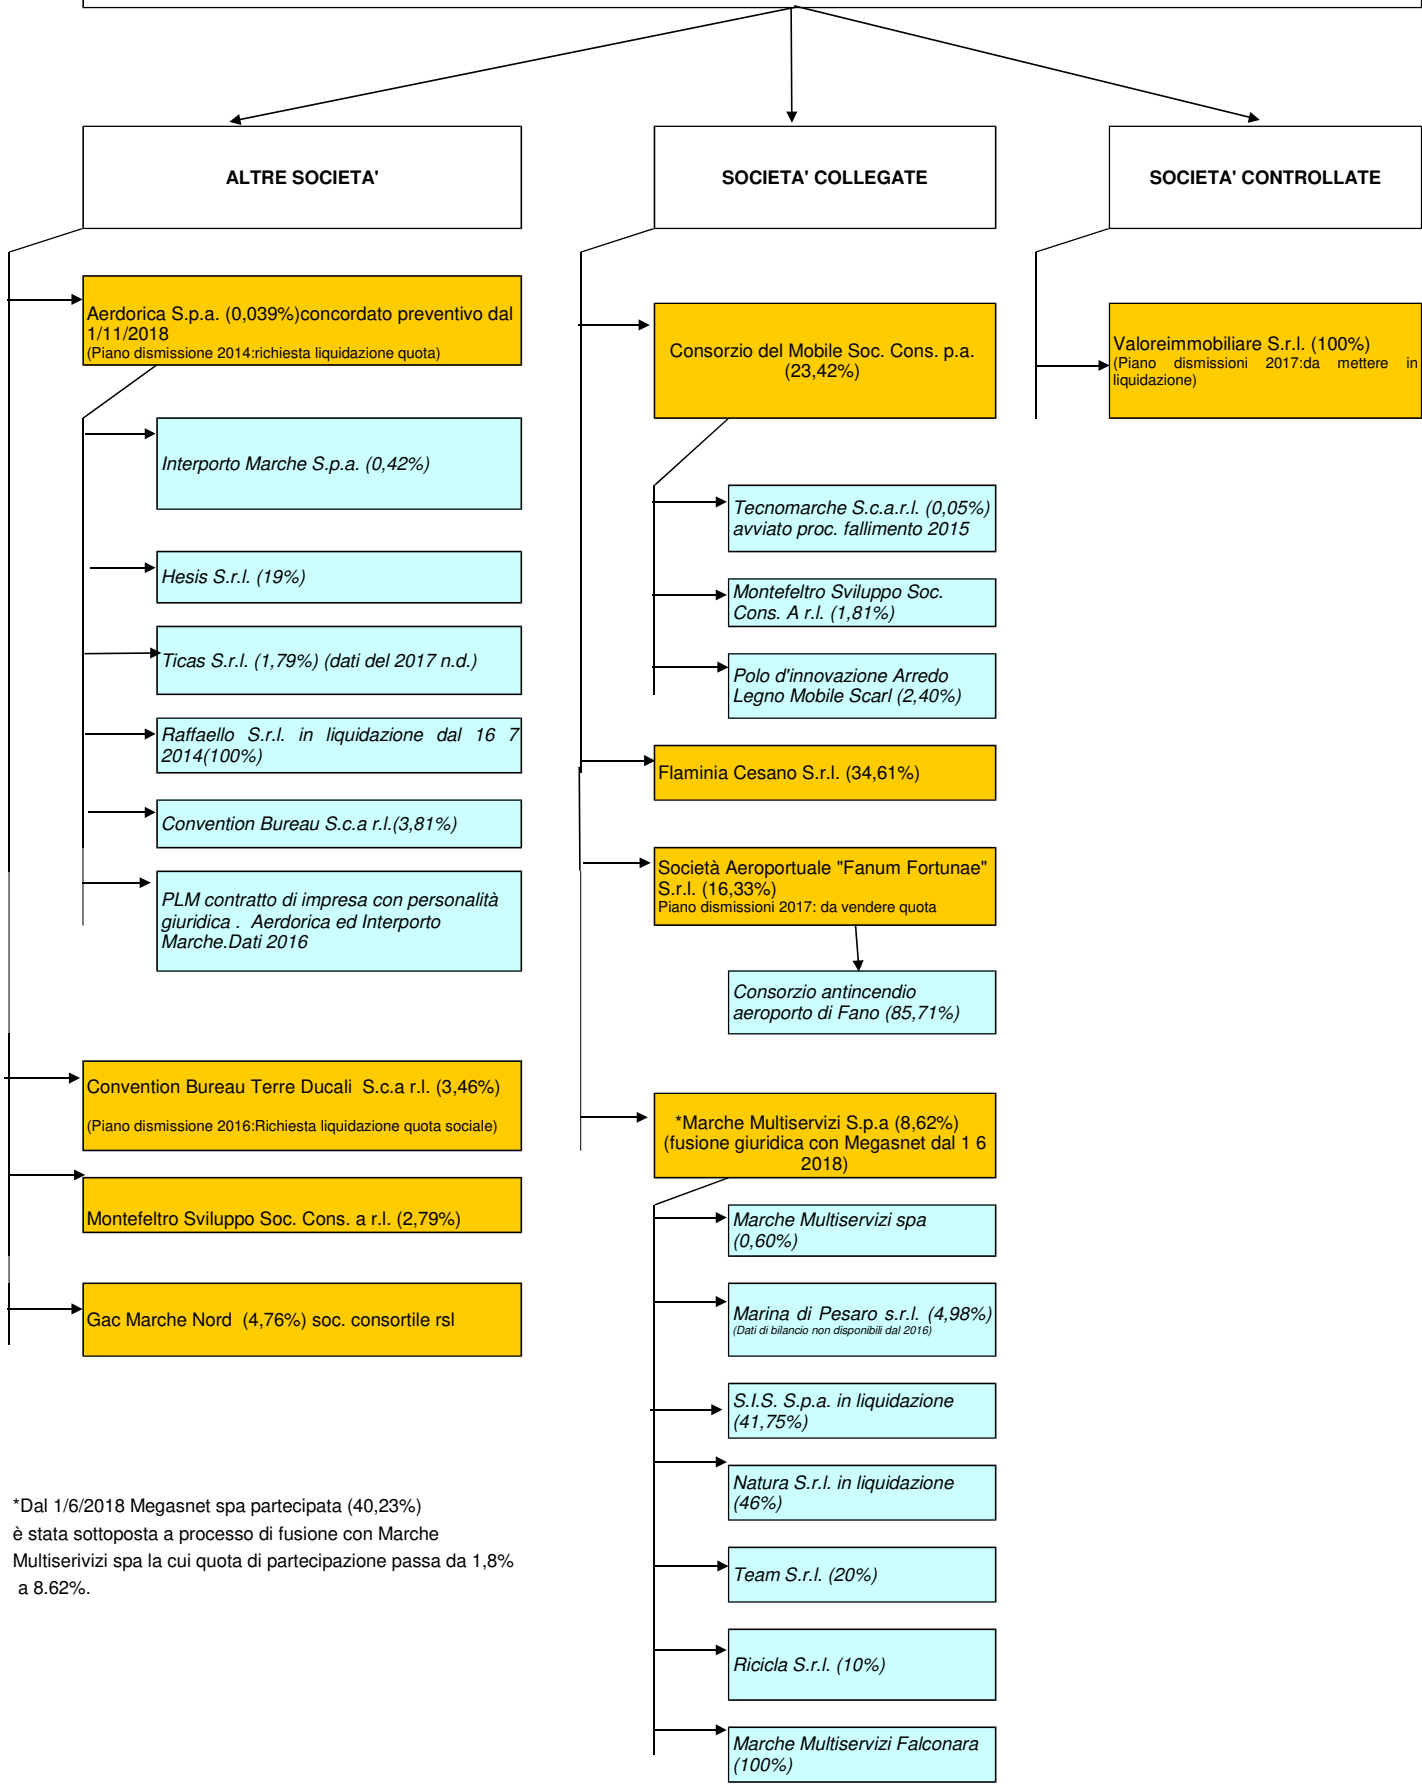 ALTRE SOCIETA'
SOCIETA' COLLEGATE
SOCIETA' CONTROLLATE
Aerdorica S.p.a. (0,039%)concordato preventivo dal
1/11/2018
(Piano dismissione 2014:richiesta liquidazione quota)
Interporto Marche S.p.a. (0,42%)
Hesis S.r.l. (19%)
Ticas S.r.l. (1,79%) (dati del 2017 n.d.)
Raffaello S.r.l. in liquidazione dal 16 7
2014(100%)
Convention Bureau S.c.a r.l.(3,81%)
PLM contratto di impresa con personalità
giuridica . Aerdorica ed Interporto
Marche.Dati 2016
Convention Bureau Terre Ducali S.c.a r.l. (3,46%)
(Piano dismissione 2016:Richiesta liquidazione quota sociale)
Montefeltro Sviluppo Soc. Cons. a r.l. (2,79%)
Gac Marche Nord (4,76%) soc. consortile rsl
*Dal 1/6/2018 Megasnet spa partecipata (40,23%)
è stata sottoposta a processo di fusione con Marche
Multiserivizi spa la cui quota di partecipazione passa da 1,8%
a 8.62%.
Consorzio del Mobile Soc. Cons. p.a.
(23,42%)
Tecnomarche S.c.a.r.l. (0,05%)
avviato proc. fallimento 2015
Montefeltro Sviluppo Soc.
Cons. A r.l. (1,81%)
Polo d'innovazione Arredo
Legno Mobile Scarl (2,40%)
Flaminia Cesano S.r.l. (34,61%)
Società Aeroportuale "Fanum Fortunae"
S.r.l. (16,33%)
Piano dismissioni 2017: da vendere quota
Consorzio antincendio
aeroporto di Fano (85,71%)
*Marche Multiservizi S.p.a (8,62%)
(fusione giuridica con Megasnet dal 1 6
2018)
Marche Multiservizi spa
(0,60%)
Marina di Pesaro s.r.l. (4,98%)
(Dati di bilancio non disponibili dal 2016)
S.I.S. S.p.a. in liquidazione
(41,75%)
Natura S.r.l. in liquidazione
(46%)
Team S.r.l. (20%)
Ricicla S.r.l. (10%)
Marche Multiservizi Falconara
(100%)
Valoreimmobiliare S.r.l. (100%)
(Piano dismissioni 2017:da mettere in
liquidazione)